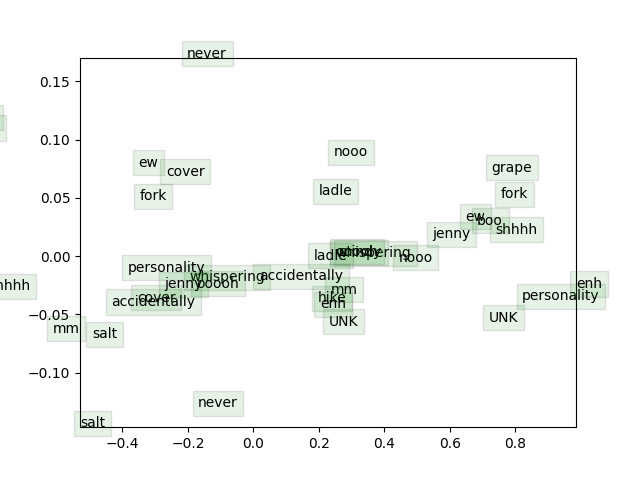 never
0.15
0.10
nooo
ew
cover
grape
ladle
fork
fork
0.05
ew
boo
shhhh
jenny
0.00
ladle
whispering
nooo
personality
whispering
accidentally
jenny
ooooh
enh
hhhh
mm
personality
cover
hike
accidentally
enh
−0.05
UNK
UNK
mm
salt
−0.10
never
salt
−0.4
−0.2
0.0
0.2
0.4
0.6
0.8